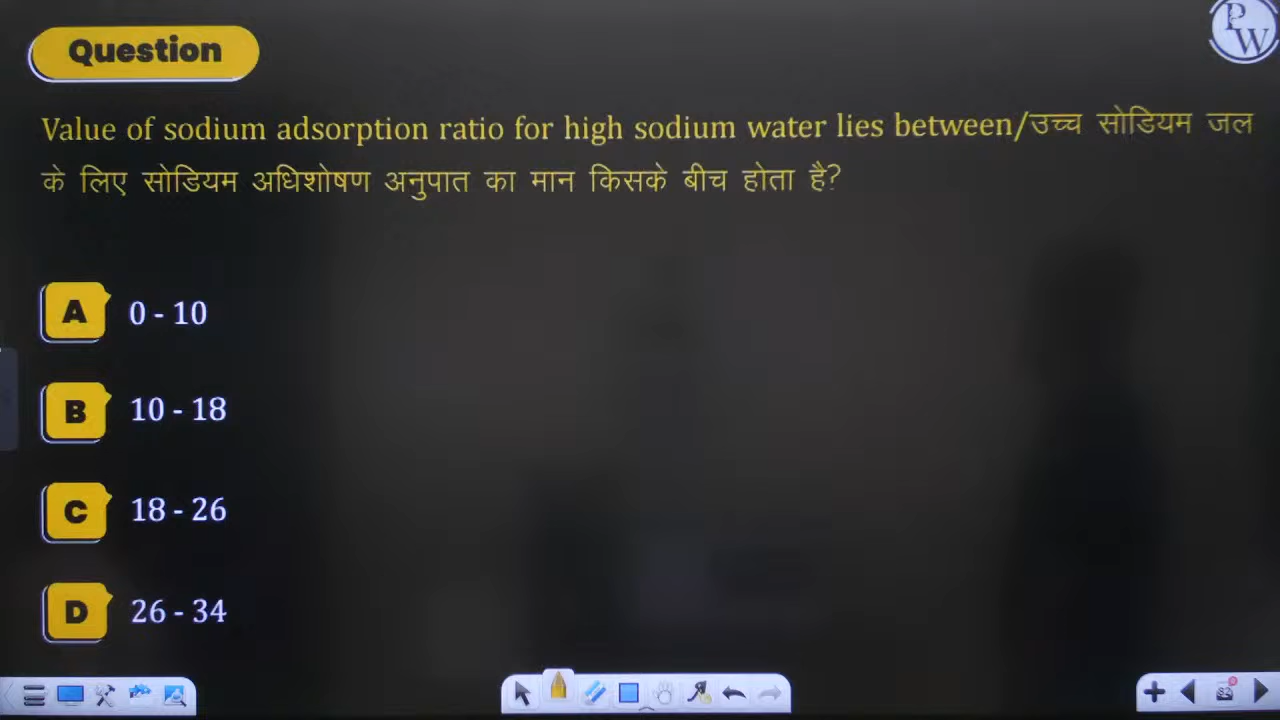 Question
PW
Value of sodium adsorption ratio for high sodium water lies between/उच्च सोडियम जल
के लिए सोडियम अधिशोषण अनुपात का मान किसके बीच होता है?
A 0 - 10
B 10 - 18
C 18 - 26
D 26 - 34